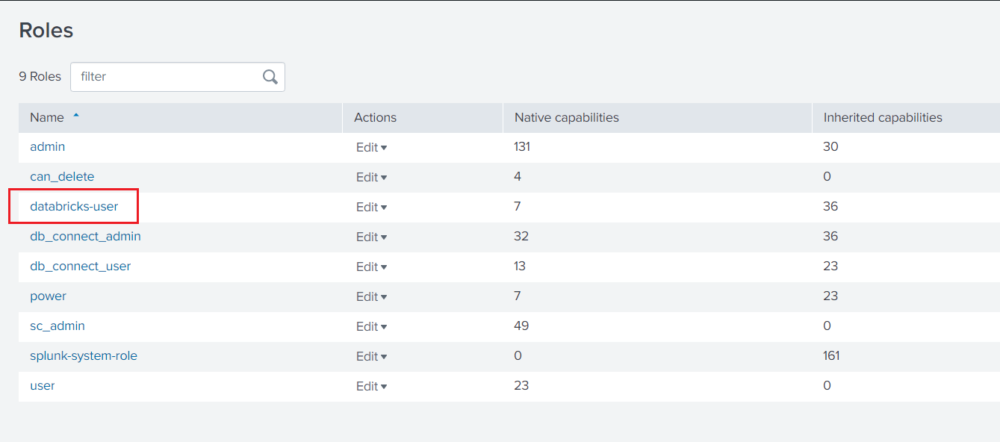 Roles
9 Roles filter
Name Actions Native capabilities Inherited capabilities
admin Edit 131 30
can_delete Edit 4 0
databricks-user Edit 7 36
db_connect_admin Edit 32 36
db_connect_user Edit 13 23
power Edit 7 23
sc_admin Edit 49 0
splunk-system-role Edit 0 161
user Edit 23 0